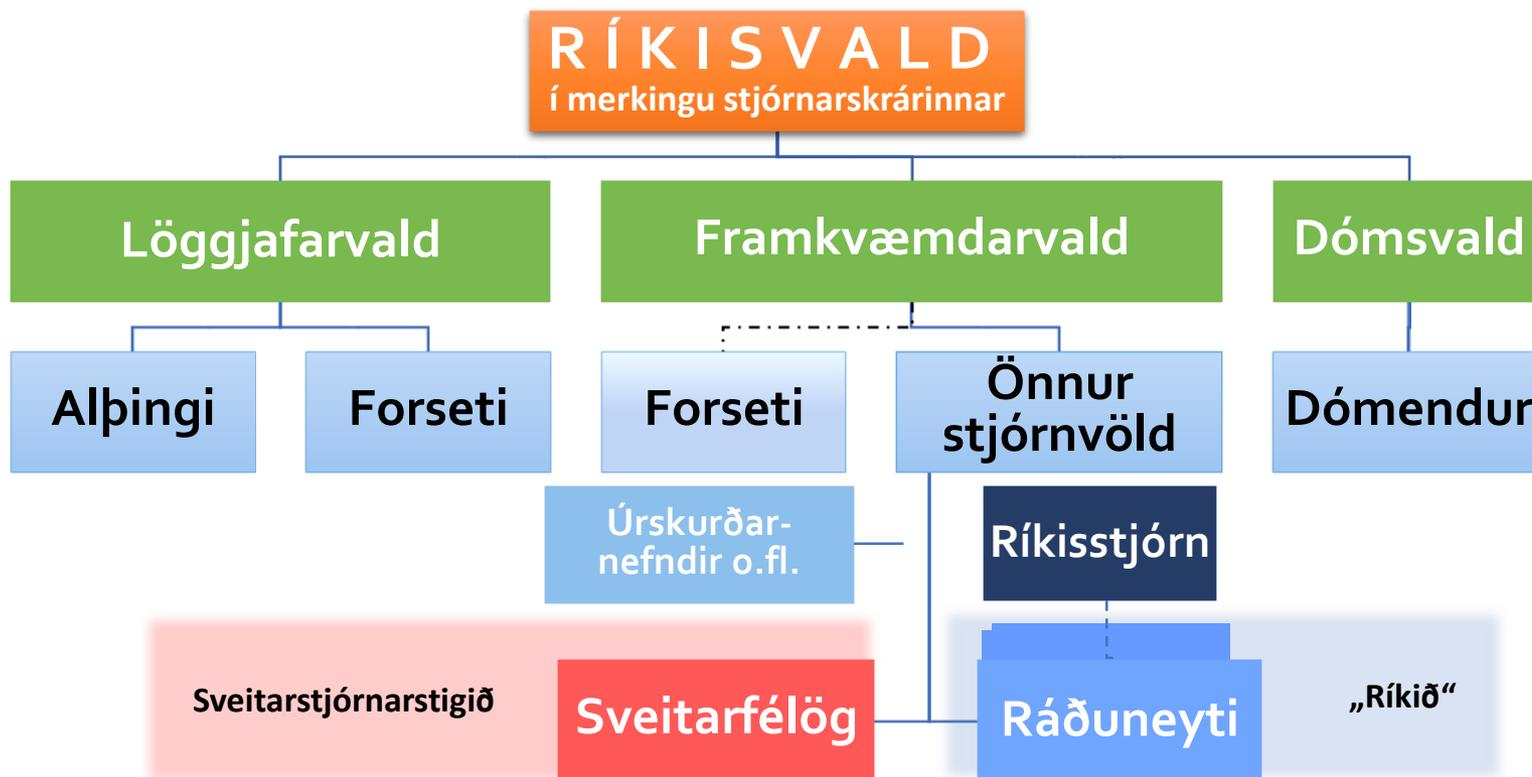 RÍKISVALD
í merkingu stjórnarskrárinnar
Löggjafarvald
Framkvæmdarvald
Dómsvald
Alþingi
Forseti
Forseti
Önnur
stjórnvöld
Dómendur
Úrskurðar-
nefndir o.fl.
Ríkisstjórn
Sveitarstjórnarstigið
Sveitarfélög
Ráðuneyti
„Ríkið“